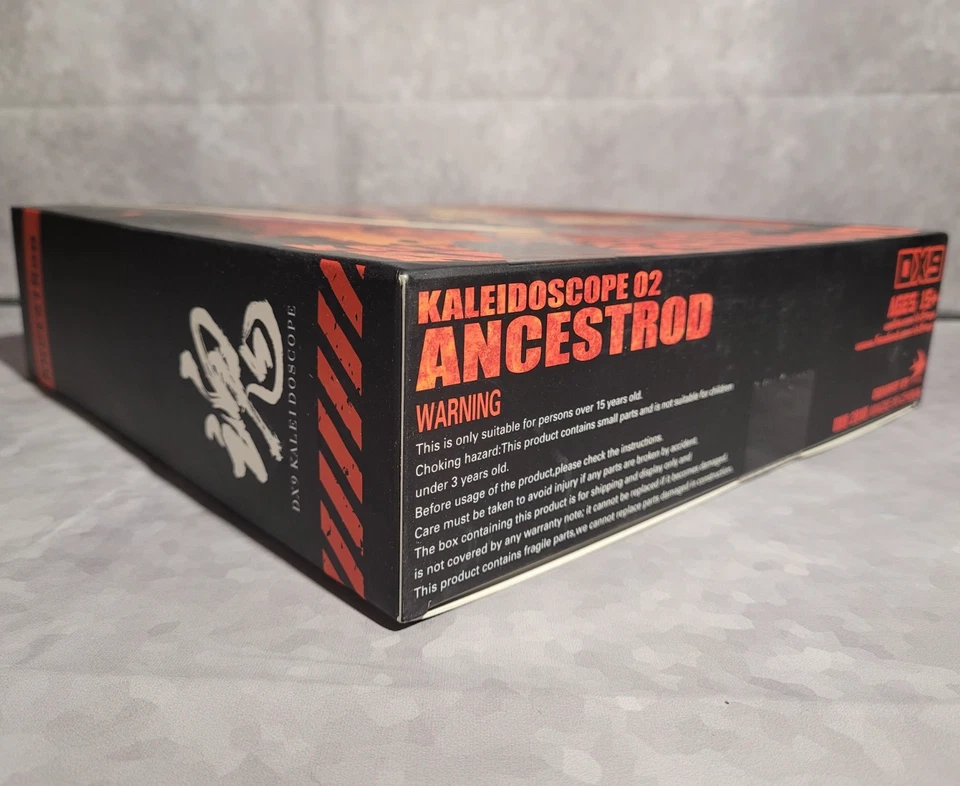 DX9 KALEIDOSCOPE
KALEIDOSCOPE 02
ANCESTROD
WARNING
This is only suitable for persons over 15 years old.
Choking hazard:This product contains small parts and is not suitable for children
under 3 years old.
Before usage of the product,please check the instructions.
Care must be taken to avoid injury if any parts are broken by accident.
The box containing this product is for shipping and display only and
is not covered by any warranty note; it cannot be replaced if it becomes damaged.
This product contains fragile parts,we cannot replace parts damaged in construction.
DX9
AGES 15+